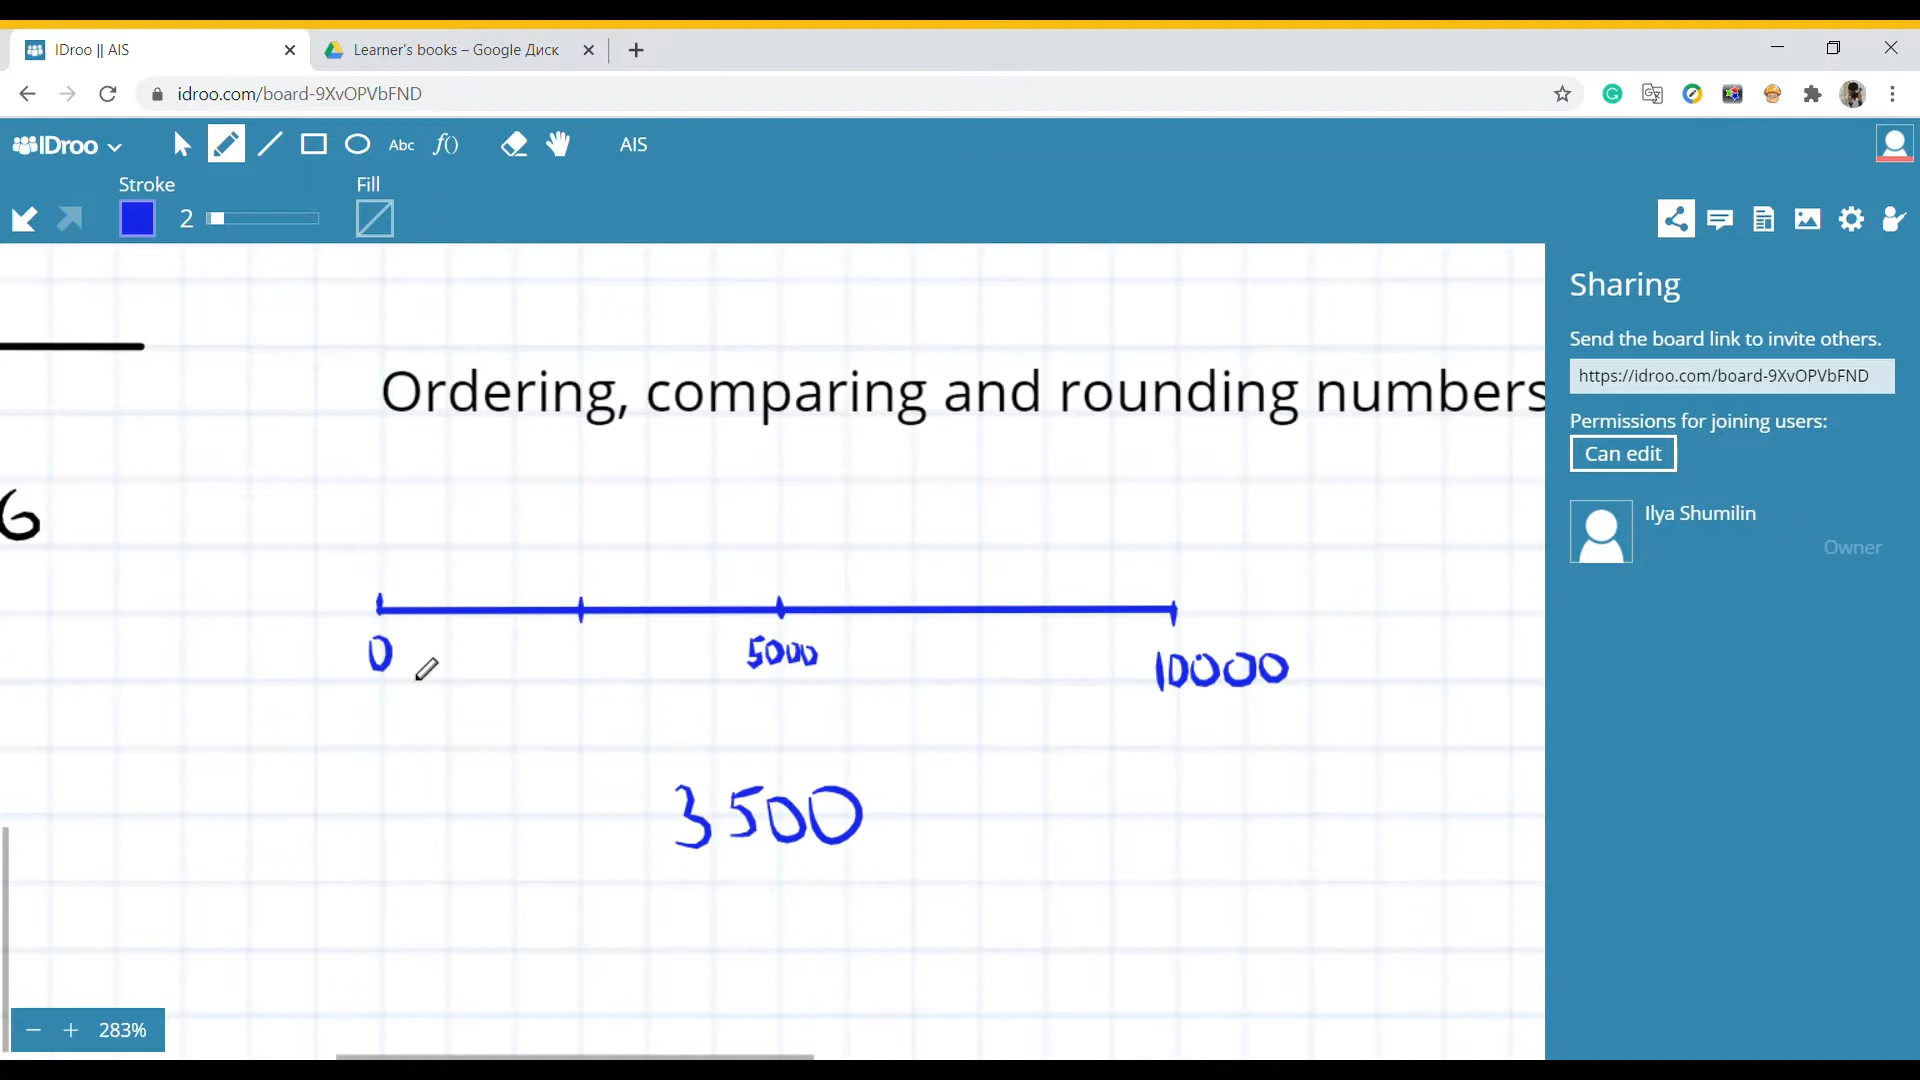 IDroo || AIS
Learner's books – Google Диск
idroo.com/board-9XvOPVbFND
IDroo
Abc
f()
AIS
Stroke
Fill
2
Sharing
Send the board link to invite others.
https://idroo.com/board-9XvOPVbFND
Permissions for joining users:
Can edit
Ilya Shumilin
Owner
Ordering, comparing and rounding numbers
6
0
5000
10000
3500
283%